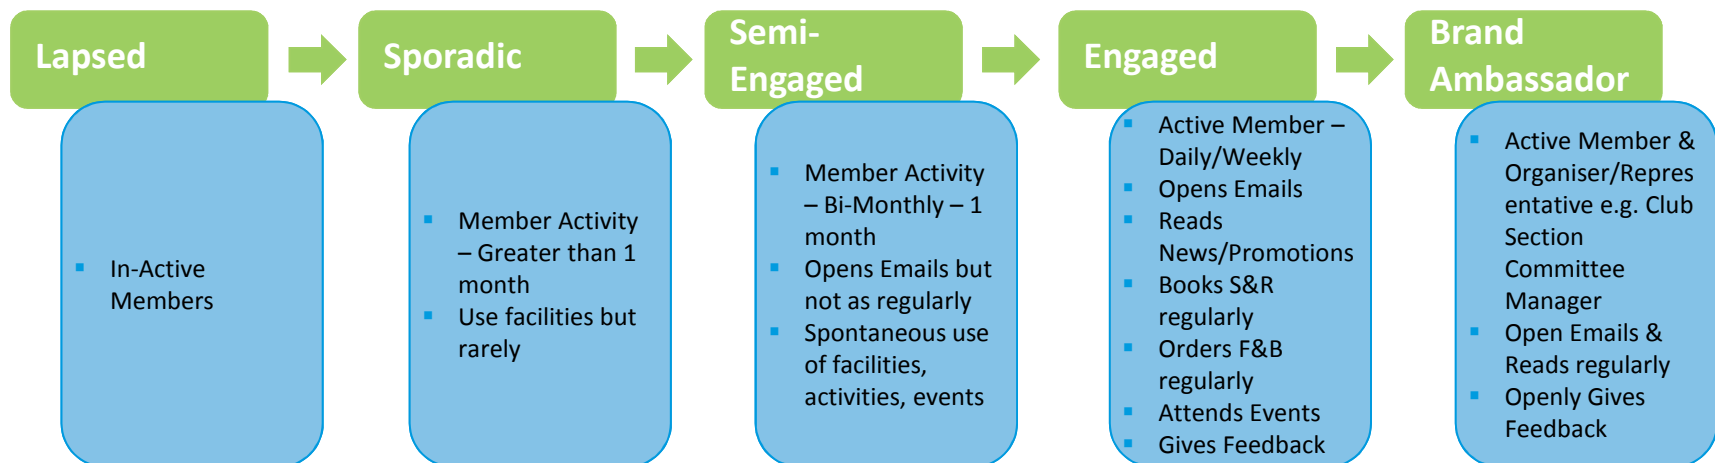 Lapsed
In-Active
Members
Sporadic
Member Activity
– Greater than 1
month
Use facilities but
rarely
Semi-
Engaged
Member Activity
– Bi-Monthly – 1
month
Opens Emails but
not as regularly
Spontaneous use
of facilities,
activities, events
Engaged
Active Member –
Daily/Weekly
Opens Emails
Reads
News/Promotions
Books S&R
regularly
Orders F&B
regularly
Attends Events
Gives Feedback
Brand
Ambassador
Active Member &
Organiser/Repres
entative e.g. Club
Section
Committee
Manager
Open Emails &
Reads regularly
Openly Gives
Feedback